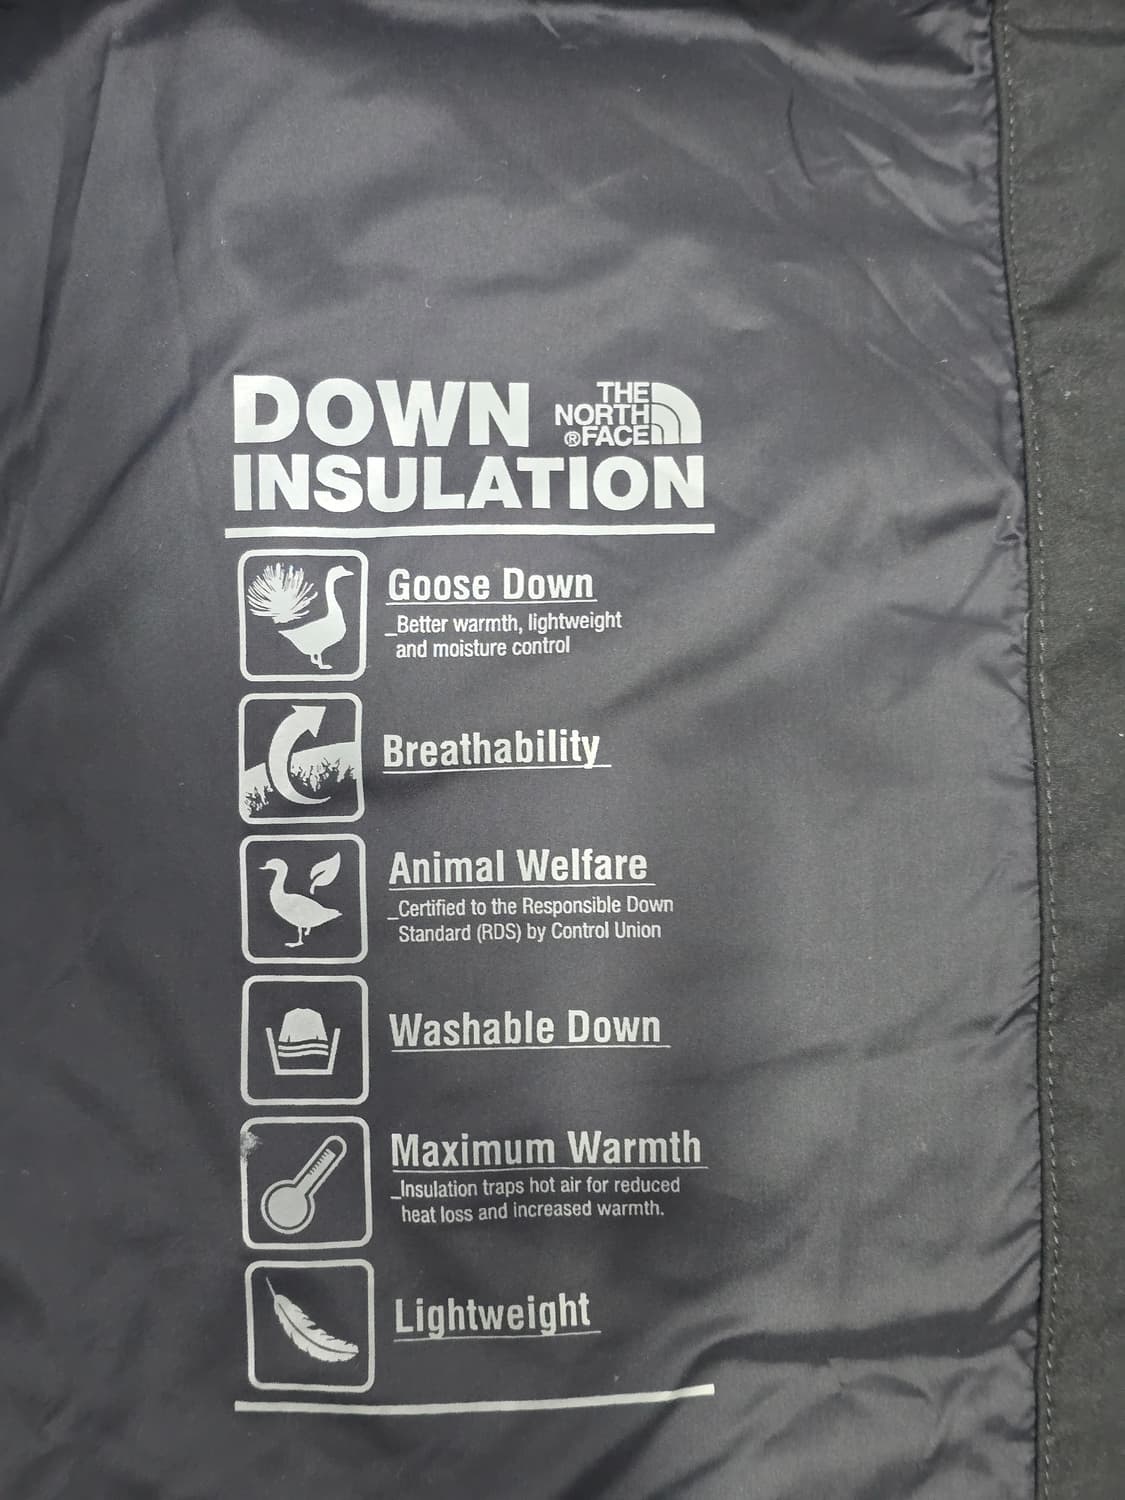 DOWN
THE
NORTH
®FACE
INSULATION
Goose Down
_Better warmth, lightweight
and moisture control
Breathability
Animal Welfare
_Certified to the Responsible Down
Standard (RDS) by Control Union
Washable Down
Maximum Warmth
_Insulation traps hot air for reduced
heat loss and increased warmth.
Lightweight